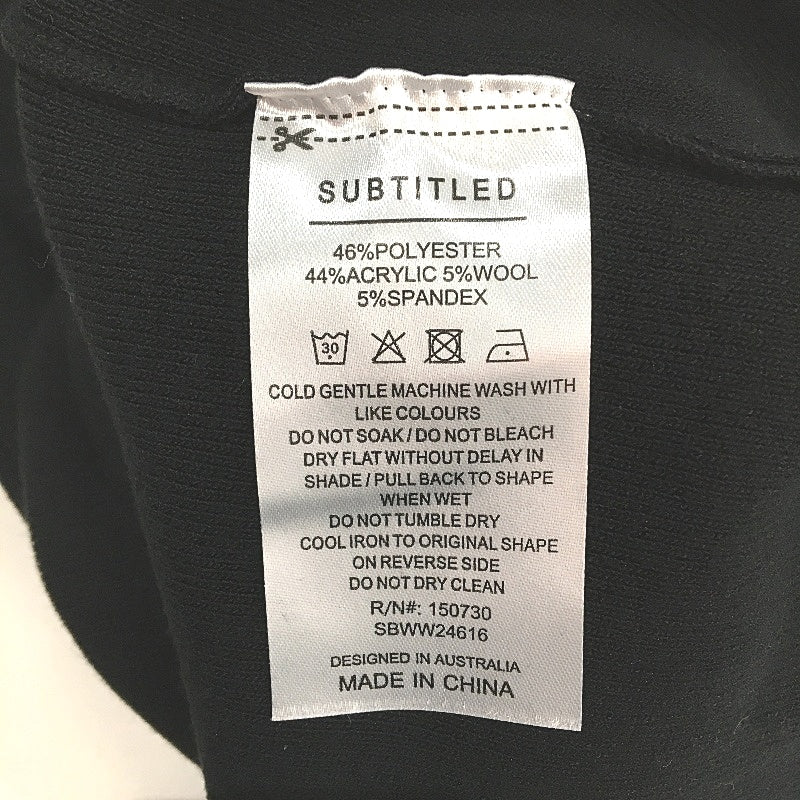 SUBTITLED
46%POLYESTER
44%ACRYLIC 5%WOOL
5%SPANDEX
30
COLD GENTLE MACHINE WASH WITH
LIKE COLOURS
DO NOT SOAK / DO NOT BLEACH
DRY FLAT WITHOUT DELAY IN
SHADE / PULL BACK TO SHAPE
WHEN WET
DO NOT TUMBLE DRY
COOL IRON TO ORIGINAL SHAPE
ON REVERSE SIDE
DO NOT DRY CLEAN
R/N#: 150730
SBWW24616
DESIGNED IN AUSTRALIA
MADE IN CHINA